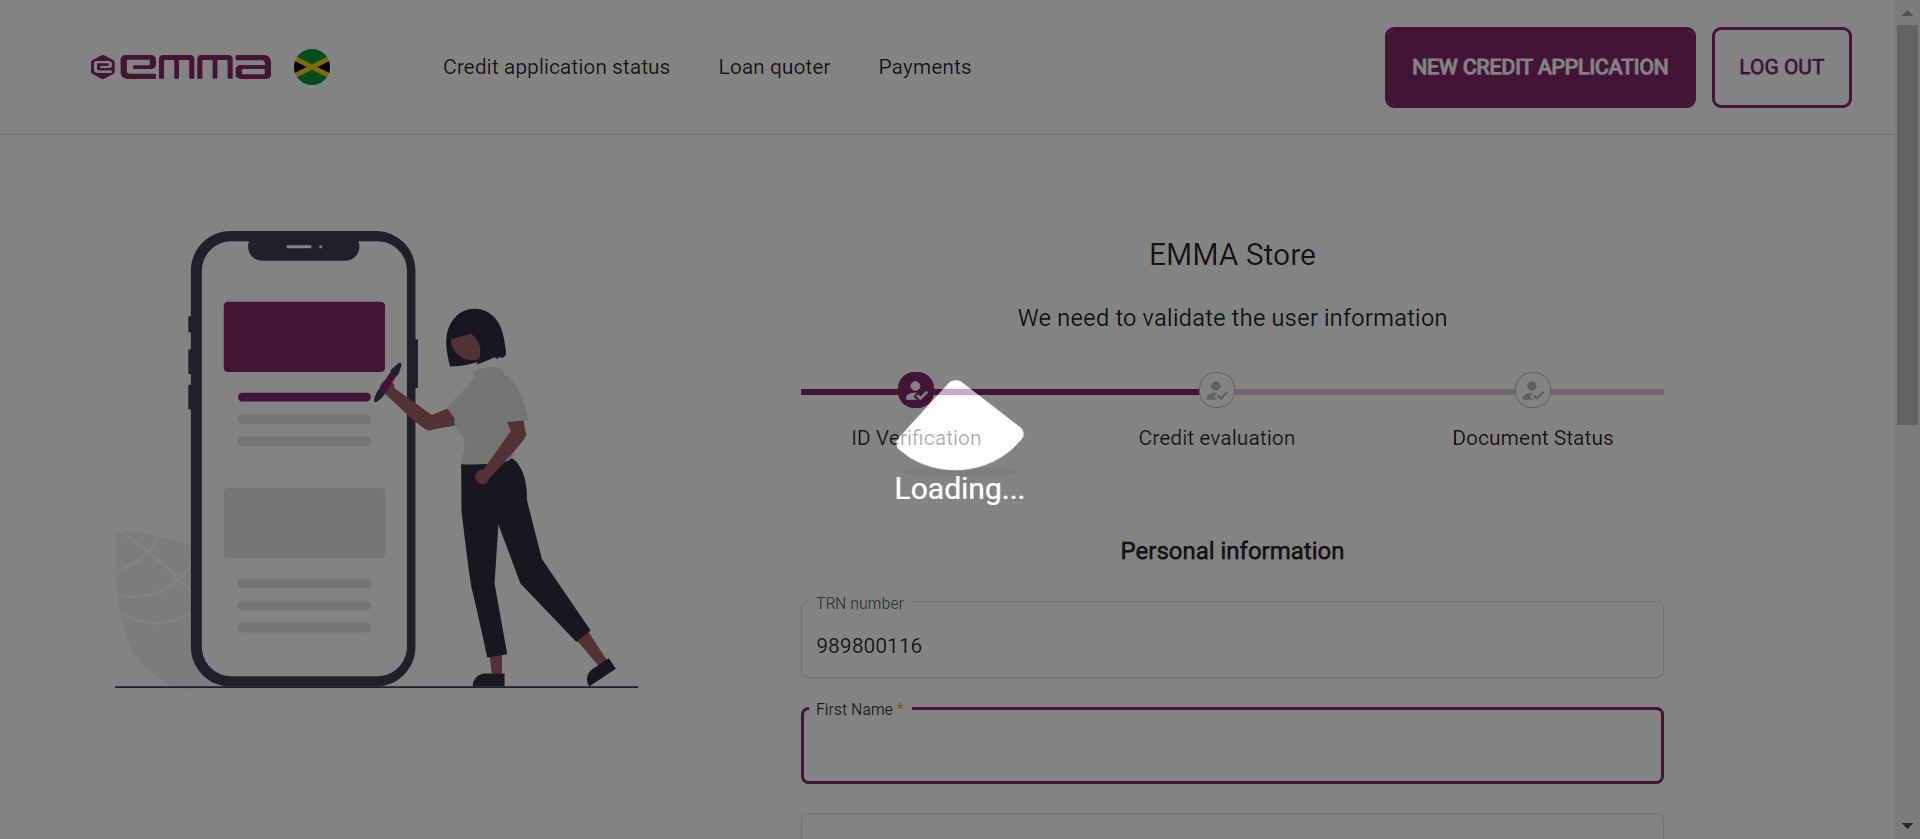 emma
Credit application status
Loan quoter
Payments
NEW CREDIT APPLICATION
LOG OUT
EMMA Store
We need to validate the user information
ID Verification
Credit evaluation
Document Status
Loading...
Personal information
TRN number
989800116
First Name *